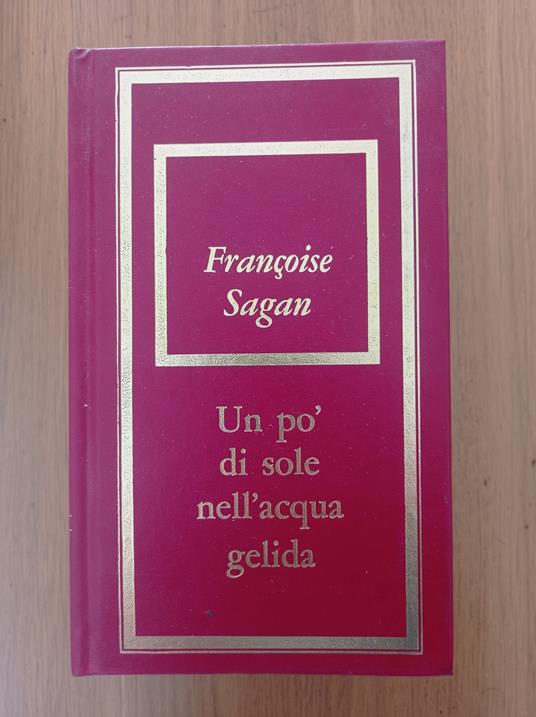 Françoise
Sagan
Un po'
di sole
nell'acqua
gelida